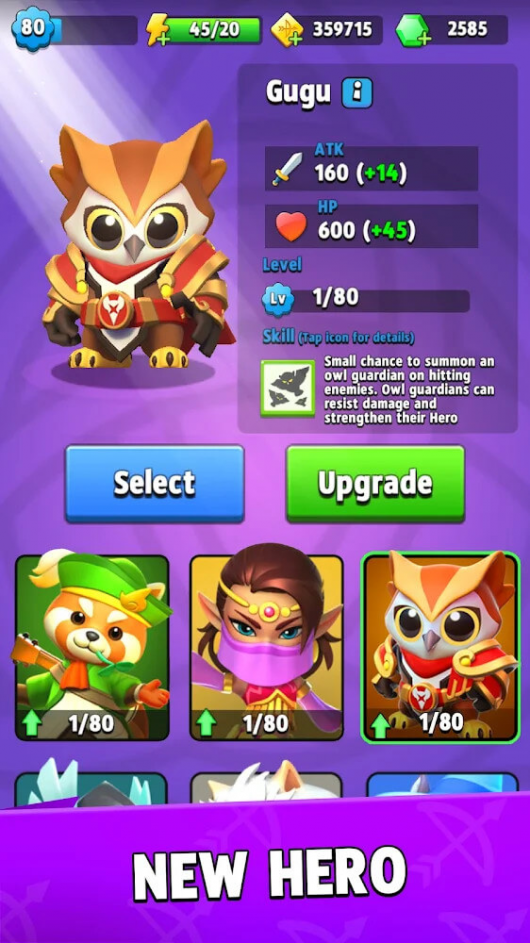 80
45/20
359715
2585
Gugu i
ATK
160 (+14)
HP
600 (+45)
Level
Lv 1/80
Skill (Tap icon for details)
Small chance to summon an
owl guardian on hitting
enemies. Owl guardians can
resist damage and
strengthen their Hero
Select
Upgrade
1/80
1/80
1/80
NEW HERO